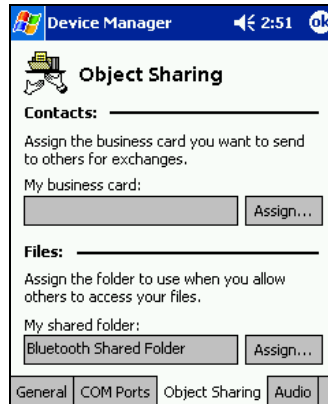 Device Manager 2:51 ok
Object Sharing
Contacts:
Assign the business card you want to send
to others for exchanges.
My business card:
Assign...
Files:
Assign the folder to use when you allow
others to access your files.
My shared folder:
Bluetooth Shared Folder Assign...
General COM Ports Object Sharing Audio